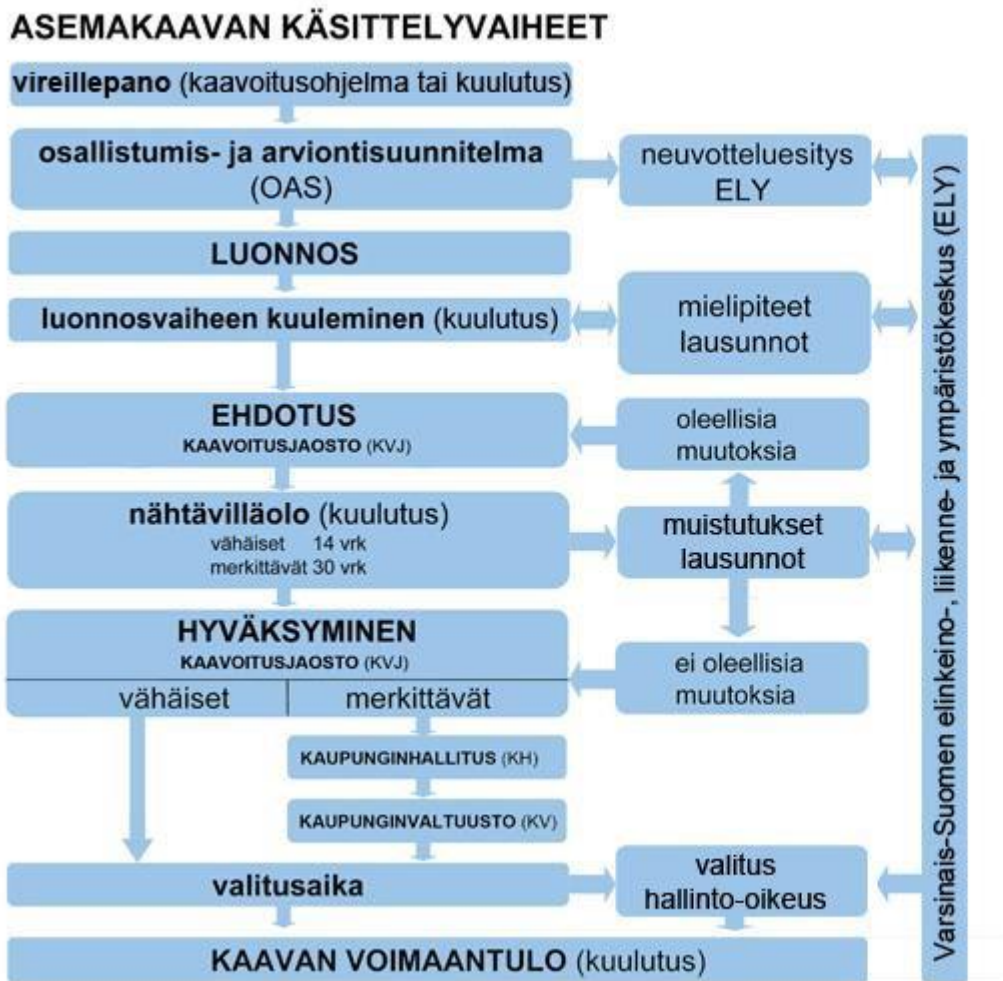 ASEMAKAAVAN KÄSITTELYVAIHEET
vireillepano (kaavoitusohjelma tai kuulutus)
osallistumis- ja arviontisuunnitelma
(OAS)
neuvotteluesitys
ELY
LUONNOS
luonnosvaiheen kuuleminen (kuulutus)
mielipiteet
lausunnot
EHDOTUS
KAAVOITUSJAOSTO (KVJ)
oleellisia
muutoksia
nähtävilläolo (kuulutus)
vähäiset 14 vrk
merkittävät 30 vrk
muistutukset
lausunnot
HYVÄKSYMINEN
KAAVOITUSJAOSTO (KVJ)
vähäiset
merkittävät
ei oleellisia
muutoksia
KAUPUNGINHALLITUS (KH)
KAUPUNGINVALTUUSTO (KV)
valitusaika
valitus
hallinto-oikeus
KAAVAN VOIMAANTULO (kuulutus)
Varsinais-Suomen elinkeino-, liikenne- ja ympäristökeskus (ELY)